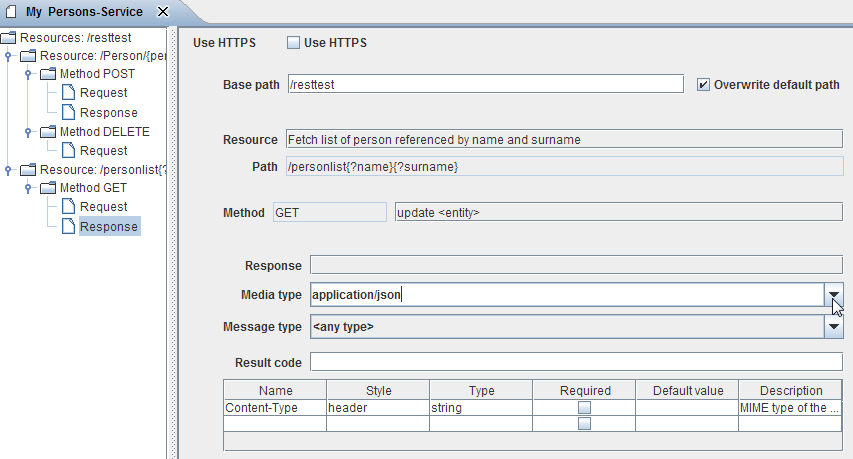 My Persons-Service
Resources: /resttest
Resource: /Person/{per
Method POST
Request
Response
Method DELETE
Request
Resource: /personlist{?
Method GET
Request
Response
Use HTTPS Use HTTPS
Base path /resttest Overwrite default path
Resource Fetch list of person referenced by name and surname
Path /personlist{?name}{?surname}
Method GET update <entity>
Response
Media type application/json
Message type <any type>
Result code
Name Style Type Required Default value Description
Content-Type header string MIME type of the ...